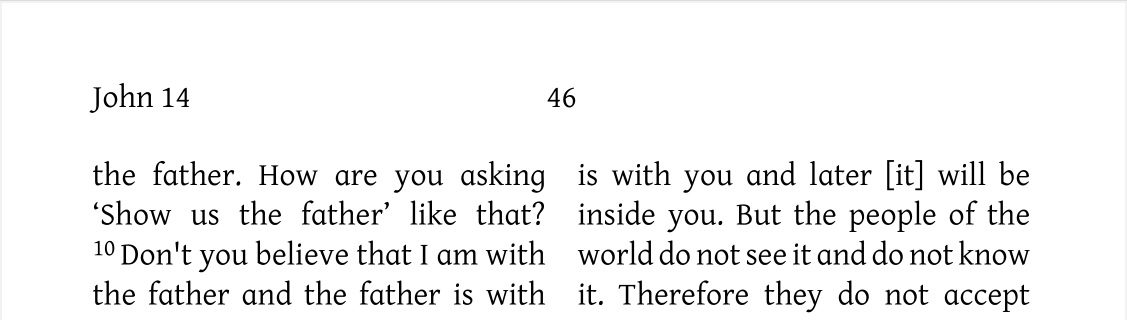 John 14
46
the father. How are you asking
‘Show us the father’ like that?
¹⁰ Don't you believe that I am with
the father and the father is with
is with you and later [it] will be
inside you. But the people of the
world do not see it and do not know
it. Therefore they do not accept